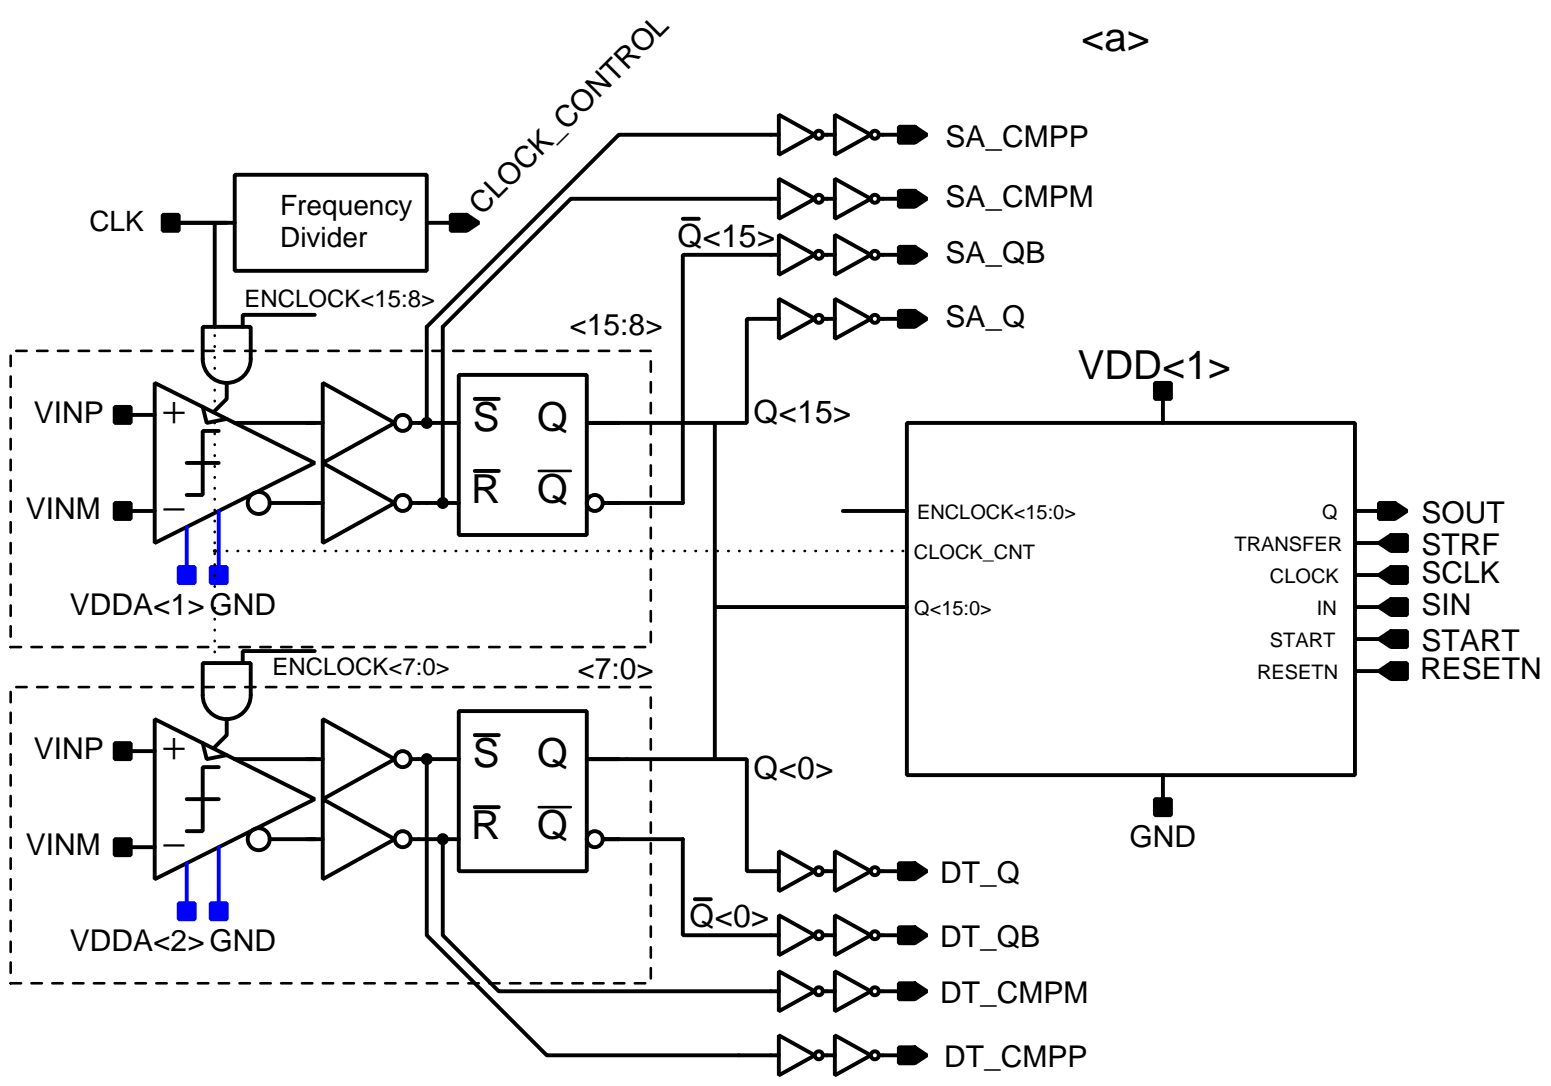 <a>
CLOCK_CONTROL
SA_CMPP
CLK
Frequency
Divider
SA_CMPM
Q̅<15>
SA_QB
ENCLOCK<15:8>
<15:8>
SA_Q
VDD<1>
VINP
+
S̅ Q
Q<15>
VINM
−
R̅ Q̅
ENCLOCK<15:0>
Q
SOUT
CLOCK_CNT
TRANSFER
STRF
CLOCK
SCLK
VDDA<1> GND
Q<15:0>
IN
SIN
START
START
RESETN
RESETN
ENCLOCK<7:0>
<7:0>
VINP
+
S̅ Q
Q<0>
VINM
−
R̅ Q̅
GND
DT_Q
Q̅<0>
VDDA<2> GND
DT_QB
DT_CMPM
DT_CMPP